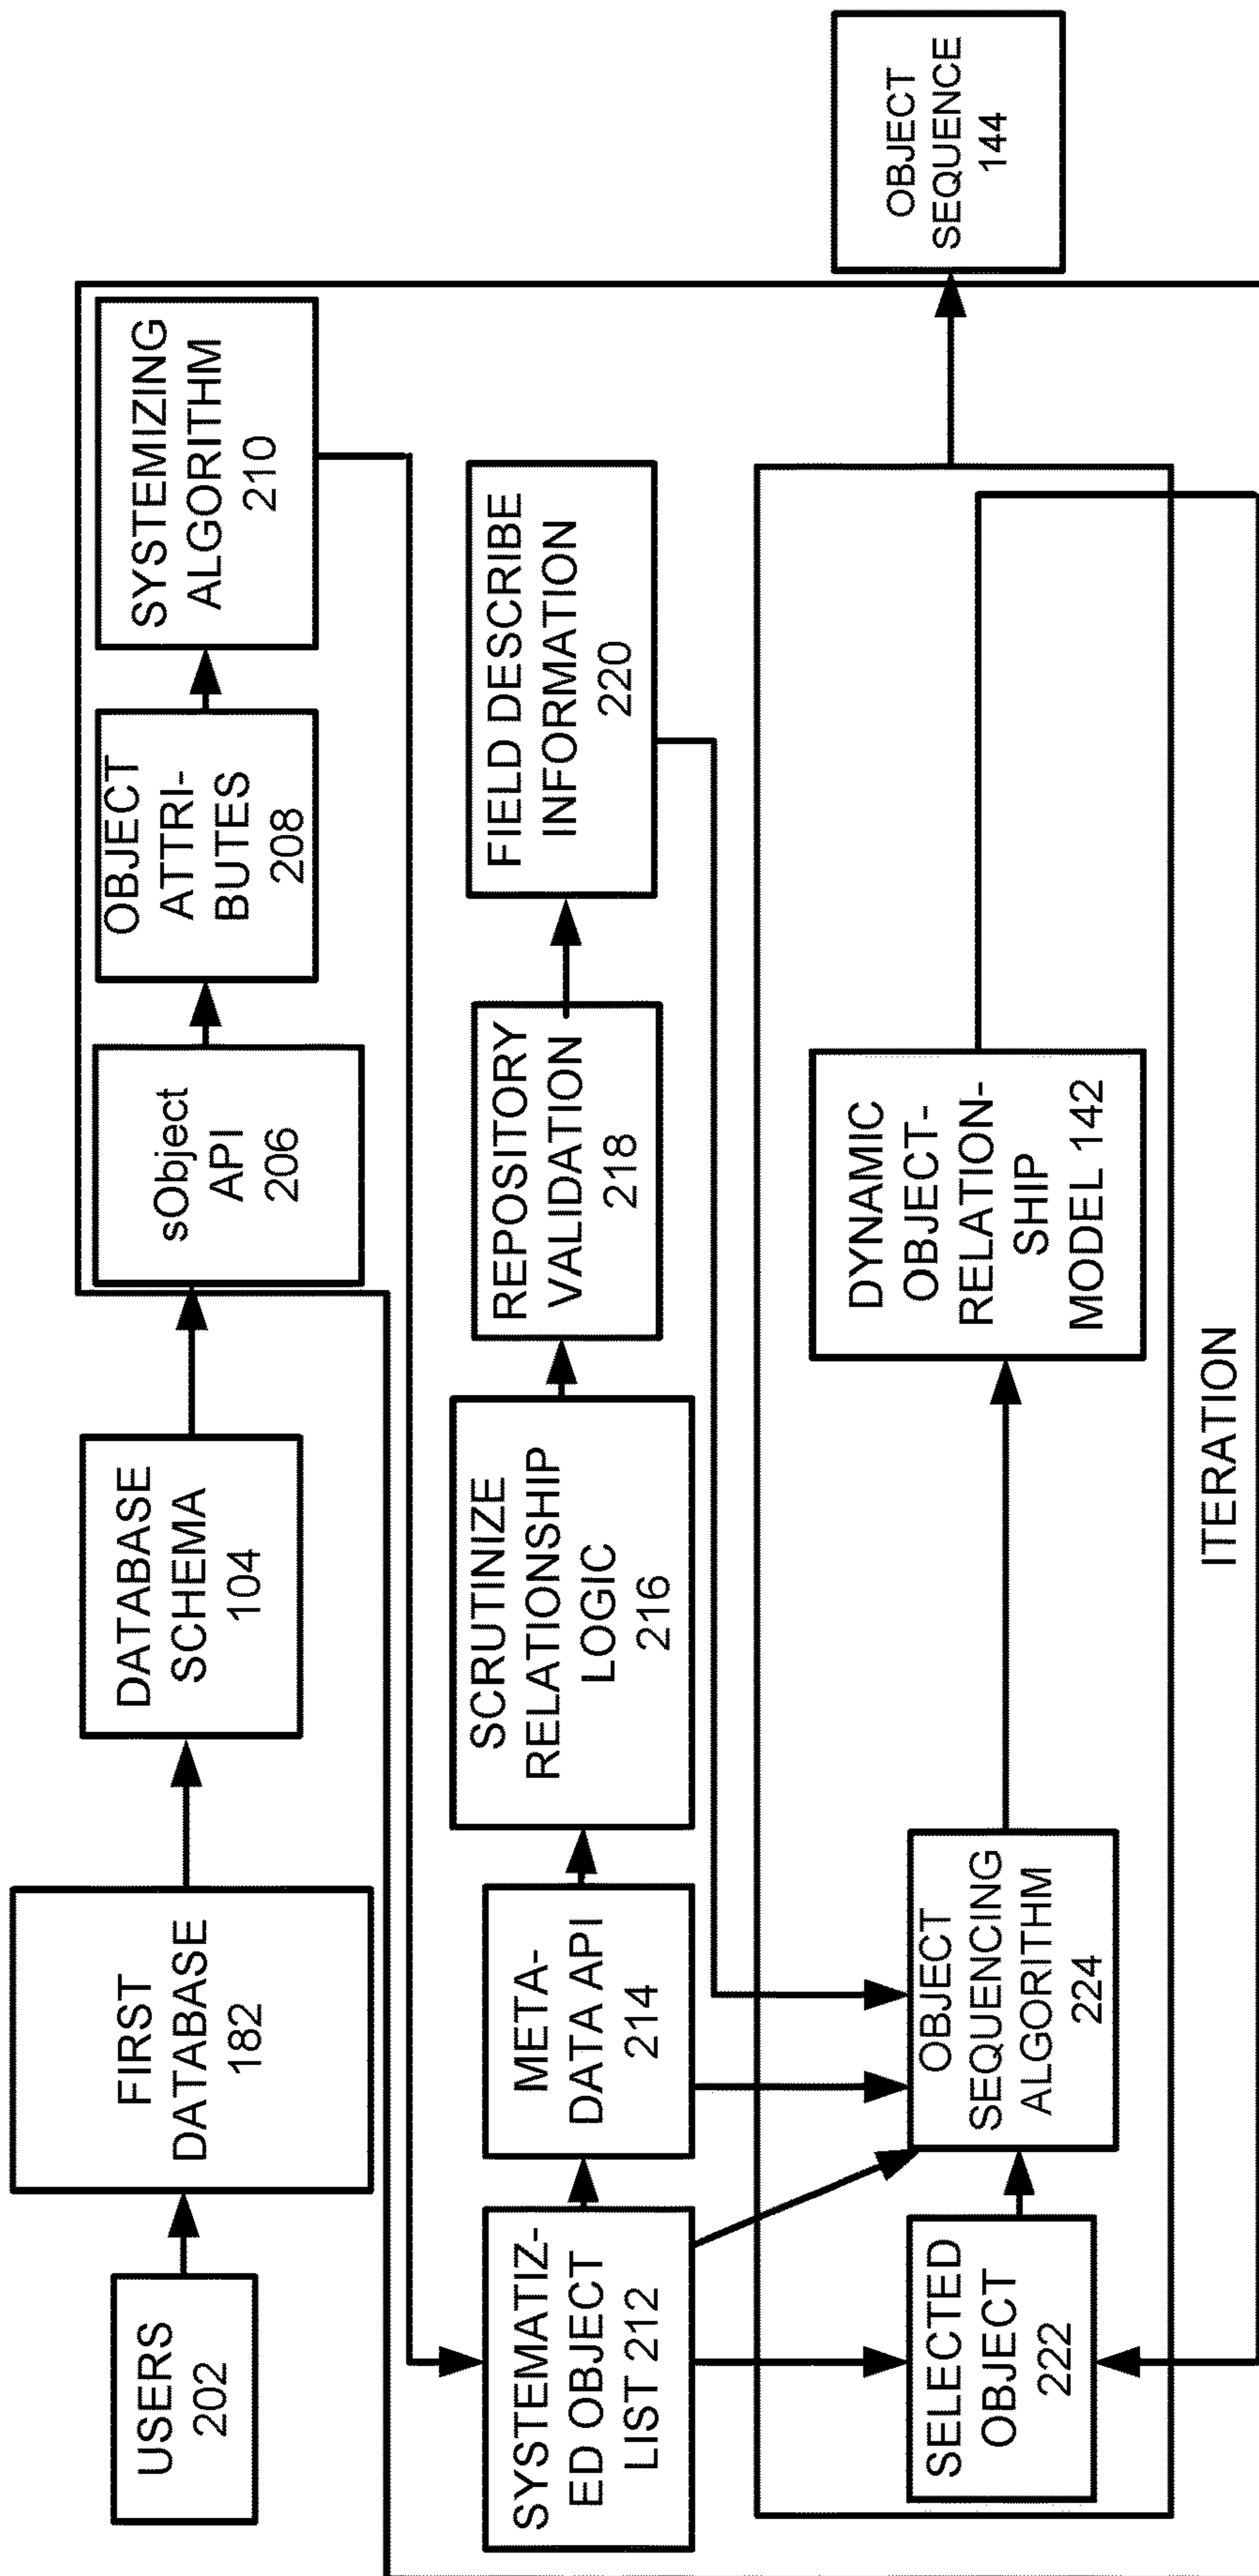 USERS
202
FIRST
DATABASE
182
DATABASE
SCHEMA
104
sObject
API
206
OBJECT
ATTRI-
BUTES
208
SYSTEMIZING
ALGORITHM
210
SYSTEMATIZ-
ED OBJECT
LIST 212
META-
DATA API
214
SCRUTINIZE
RELATIONSHIP
LOGIC
216
REPOSITORY
VALIDATION
218
FIELD DESCRIBE
INFORMATION
220
SELECTED
OBJECT
222
OBJECT
SEQUENCING
ALGORITHM
224
DYNAMIC
OBJECT-
RELATION-
SHIP
MODEL 142
OBJECT
SEQUENCE
144
ITERATION